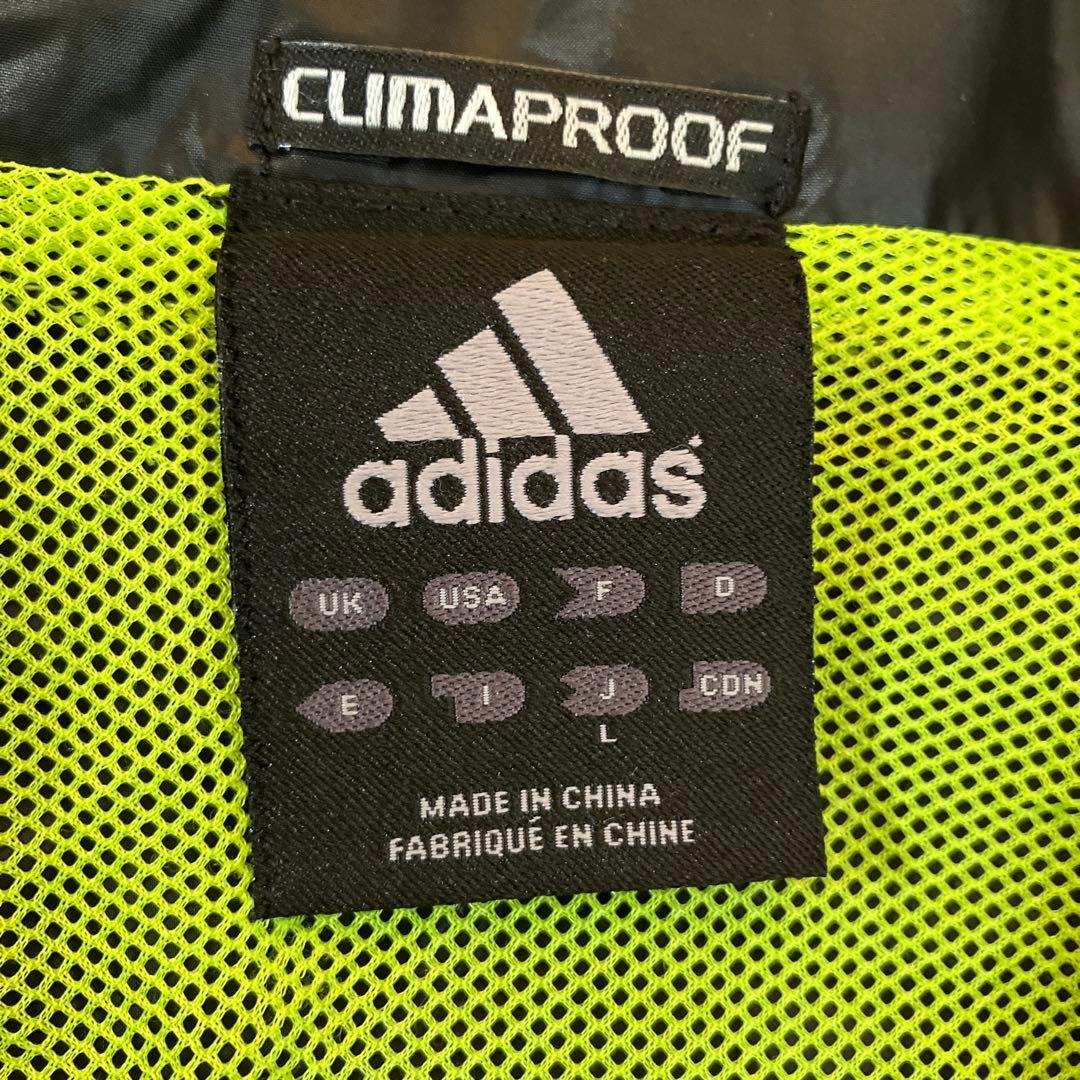 CLIMAPROOF
adidas
UK USA F D
E I J CDN
L
MADE IN CHINA
FABRIQUÉ EN CHINE